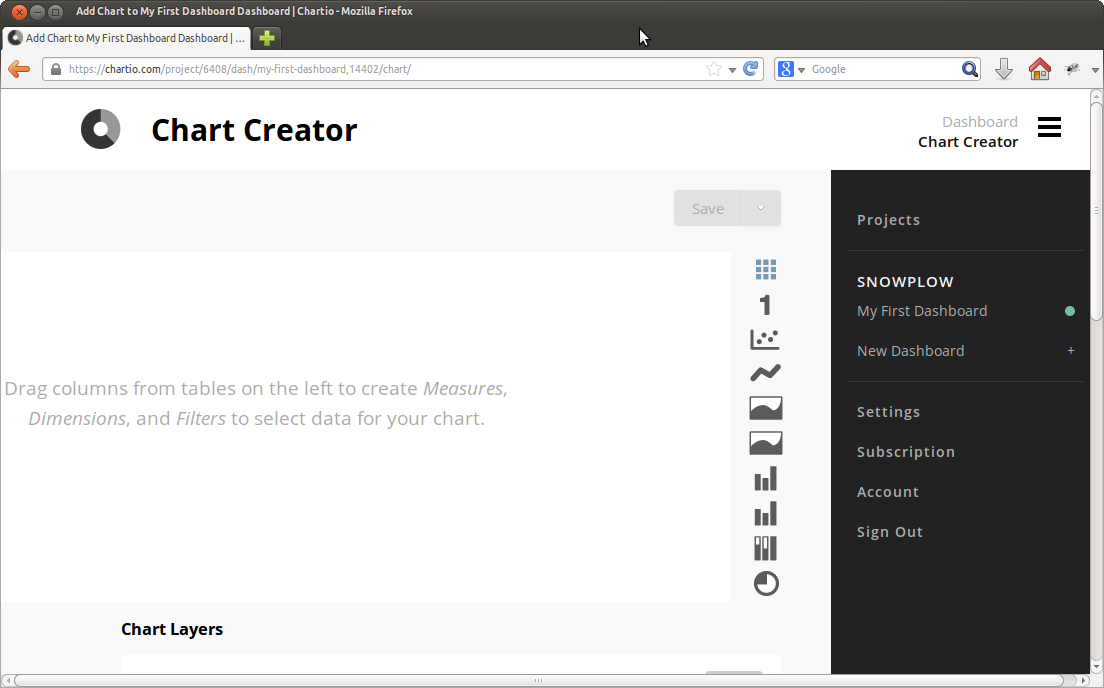 Add Chart to My First Dashboard Dashboard | Chartio - Mozilla Firefox
Add Chart to My First Dashboard Dashboard | ...
https://chartio.com/project/6408/dash/my-first-dashboard,14402/chart/
8
Google
Chart Creator
Dashboard
Chart Creator
Save
Projects
SNOWPLOW
My First Dashboard
New Dashboard +
Settings
Subscription
Account
Sign Out
1
Drag columns from tables on the left to create Measures,
Dimensions, and Filters to select data for your chart.
Chart Layers